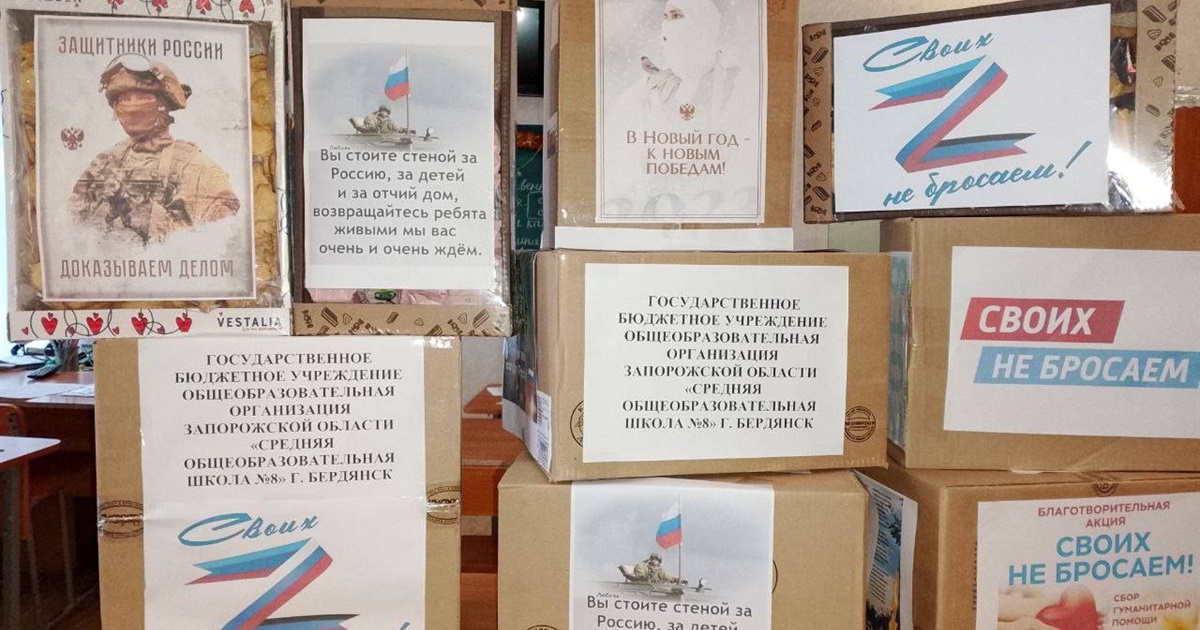 ЗАЩИТНИКИ РОССИИ
ДОКАЗЫВАЕМ ДЕЛОМ
VESTALIA
Любовь
Вы стоите стеной за
Россию, за детей
и за отчий дом,
возвращайтесь ребята
живыми мы вас
очень и очень ждём.
В НОВЫЙ ГОД -
К НОВЫМ
ПОБЕДАМ!
Своих
не бросаем!
ГОСУДАРСТВЕННОЕ
БЮДЖЕТНОЕ УЧРЕЖДЕНИЕ
ОБЩЕОБРАЗОВАТЕЛЬНАЯ
ОРГАНИЗАЦИЯ
ЗАПОРОЖСКОЙ ОБЛАСТИ
«СРЕДНЯЯ
ОБЩЕОБРАЗОВАТЕЛЬНАЯ
ШКОЛА №8» Г. БЕРДЯНСК
Своих
ГОСУДАРСТВЕННОЕ
БЮДЖЕТНОЕ УЧРЕЖДЕНИЕ
ОБЩЕОБРАЗОВАТЕЛЬНАЯ
ОРГАНИЗАЦИЯ
ЗАПОРОЖСКОЙ ОБЛАСТИ
«СРЕДНЯЯ
ОБЩЕОБРАЗОВАТЕЛЬНАЯ
ШКОЛА №8» Г. БЕРДЯНСК
СВОИХ
НЕ БРОСАЕМ
Любовь
Вы стоите стеной за
Россию, за детей
БЛАГОТВОРИТЕЛЬНАЯ
АКЦИЯ
СВОИХ
НЕ БРОСАЕМ!
СБОР
ГУМАНИТАРНОЙ
ПОМОЩИ